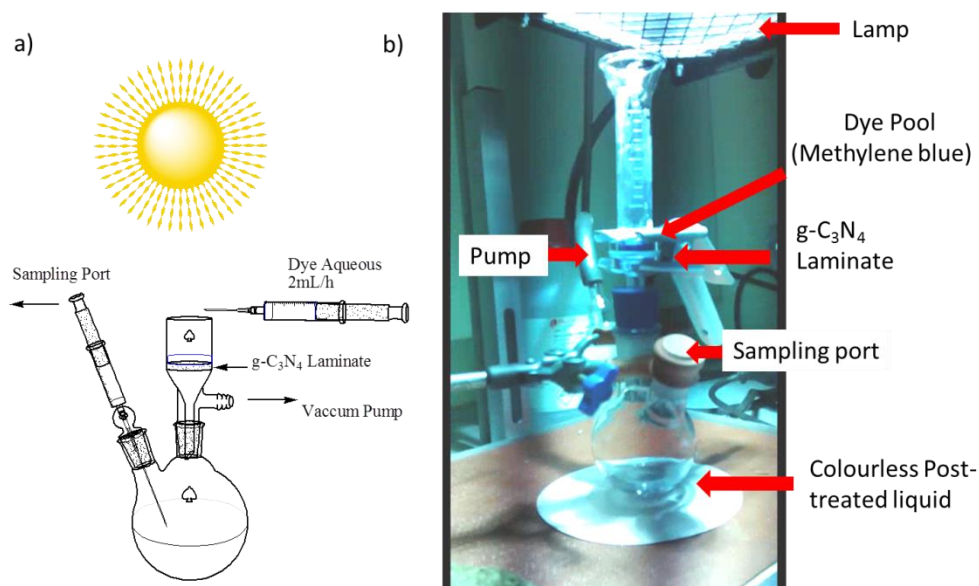 a)
Sampling Port
Dye Aqueous
2mL/h
g-C₃N₄ Laminate
Vaccum Pump
b)
Lamp
Dye Pool
(Methylene blue)
g-C₃N₄
Laminate
Pump
Sampling port
Colourless Post-
treated liquid